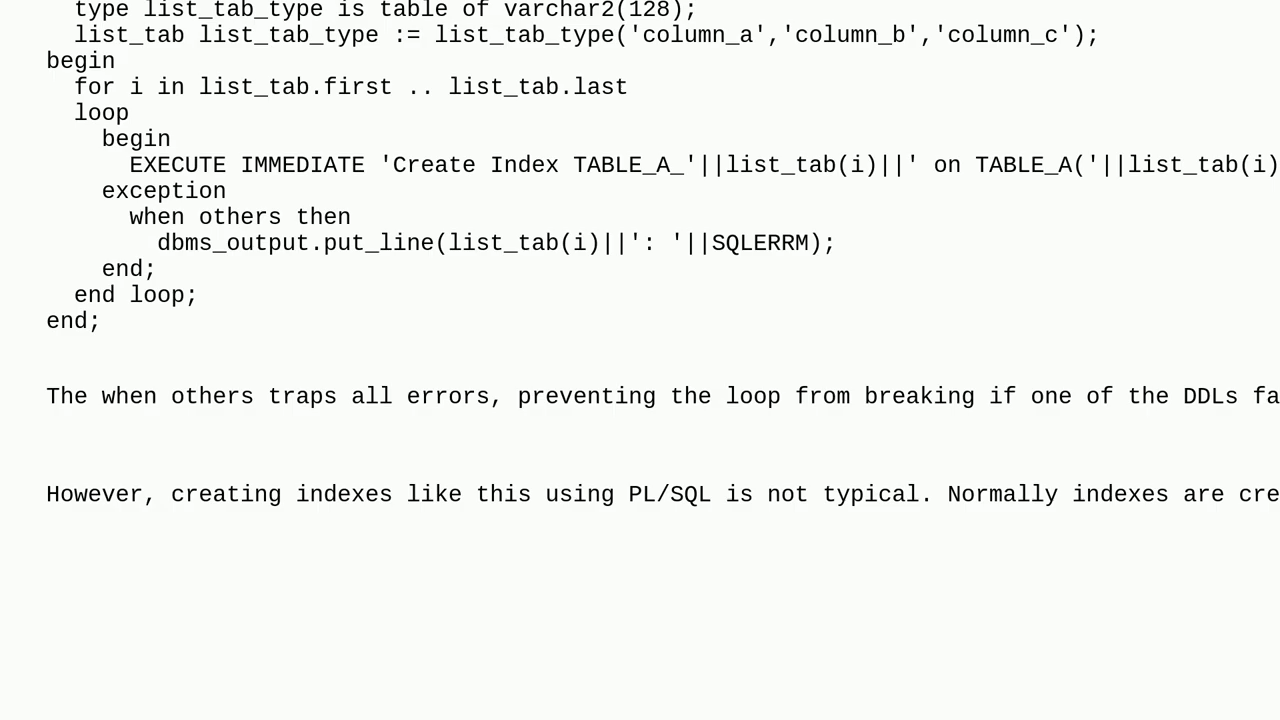 type list_tab_type is table of varchar2(128);
list_tab list_tab_type := list_tab_type('column_a','column_b','column_c');
begin
for i in list_tab.first .. list_tab.last
loop
begin
EXECUTE IMMEDIATE 'Create Index TABLE_A_'||list_tab(i)||' on TABLE_A('||list_tab(i)
exception
when others then
dbms_output.put_line(list_tab(i)||': '||SQLERRM);
end;
end loop;
end;
The when others traps all errors, preventing the loop from breaking if one of the DDLs fa
However, creating indexes like this using PL/SQL is not typical. Normally indexes are cre